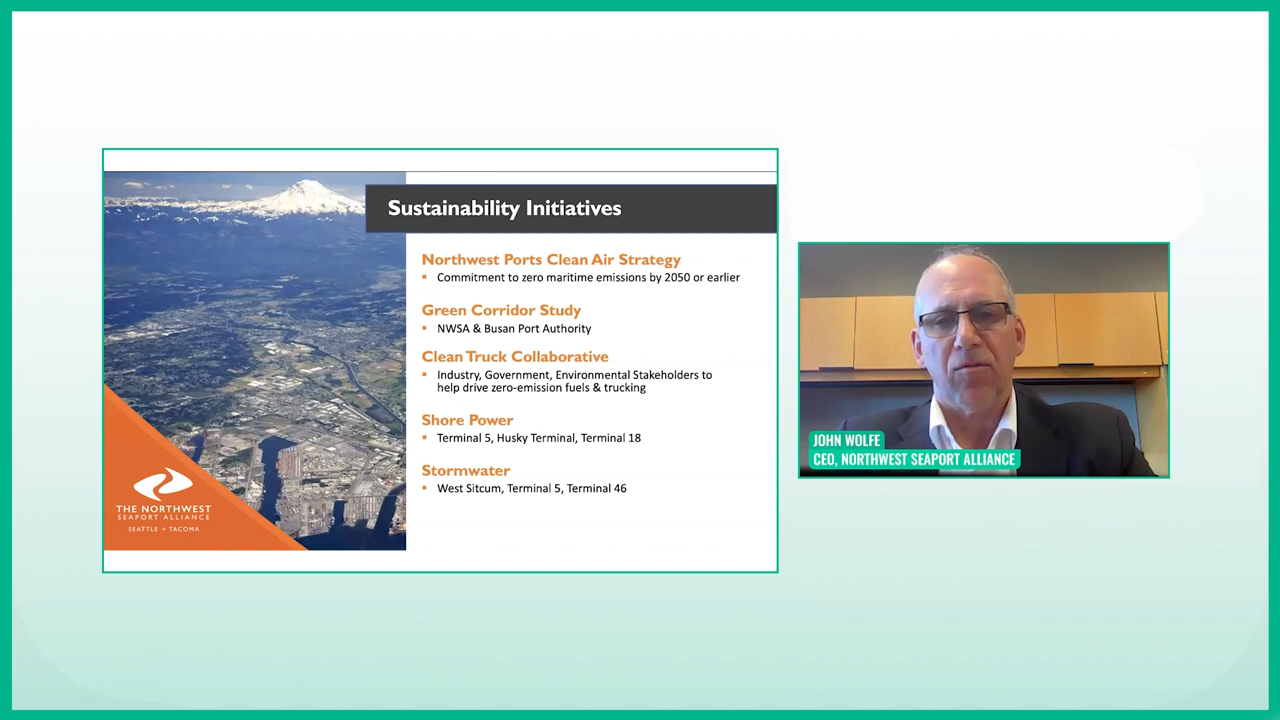 Sustainability Initiatives
Northwest Ports Clean Air Strategy
▪ Commitment to zero maritime emissions by 2050 or earlier
Green Corridor Study
▪ NWSA & Busan Port Authority
Clean Truck Collaborative
▪ Industry, Government, Environmental Stakeholders to
help drive zero-emission fuels & trucking
Shore Power
▪ Terminal 5, Husky Terminal, Terminal 18
Stormwater
▪ West Sitcum, Terminal 5, Terminal 46
THE NORTHWEST
SEAPORT ALLIANCE
SEATTLE + TACOMA
JOHN WOLFE
CEO, NORTHWEST SEAPORT ALLIANCE